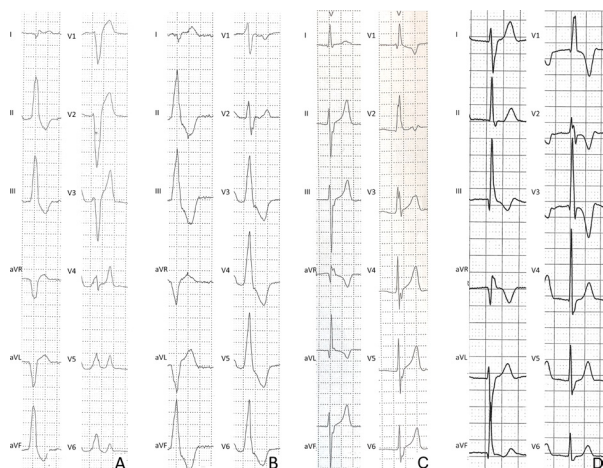 I V1
II V2
III V3
aVR V4
aVL V5
aVF V6
A
I V1
II V2
III V3
aVR V4
aVL V5
aVF V6
B
I V1
II V2
III V3
aVR V4
aVL V5
aVF V6
C
I V1
II V2
III V3
aVR V4
aVL V5
aVF V6
D